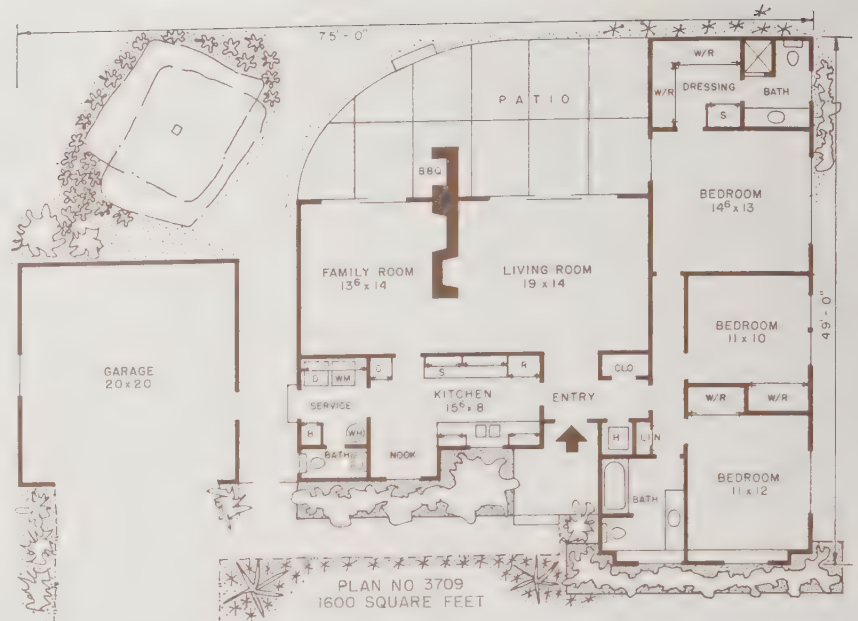 75'-0"
W/R
W/R
DRESSING
BATH
S
PATIO
BBQ
BEDROOM
14⁶ x 13
FAMILY ROOM
13⁶ x 14
LIVING ROOM
19 x 14
49'-0"
BEDROOM
11 x 10
GARAGE
20 x 20
D
WM
C
S
R
CLO
SERVICE
KITCHEN
15⁶ x 8
ENTRY
W/R
W/R
H
WH
BATH
NOOK
H
LIN
BATH
BEDROOM
11 x 12
PLAN NO 3709
1600 SQUARE FEET